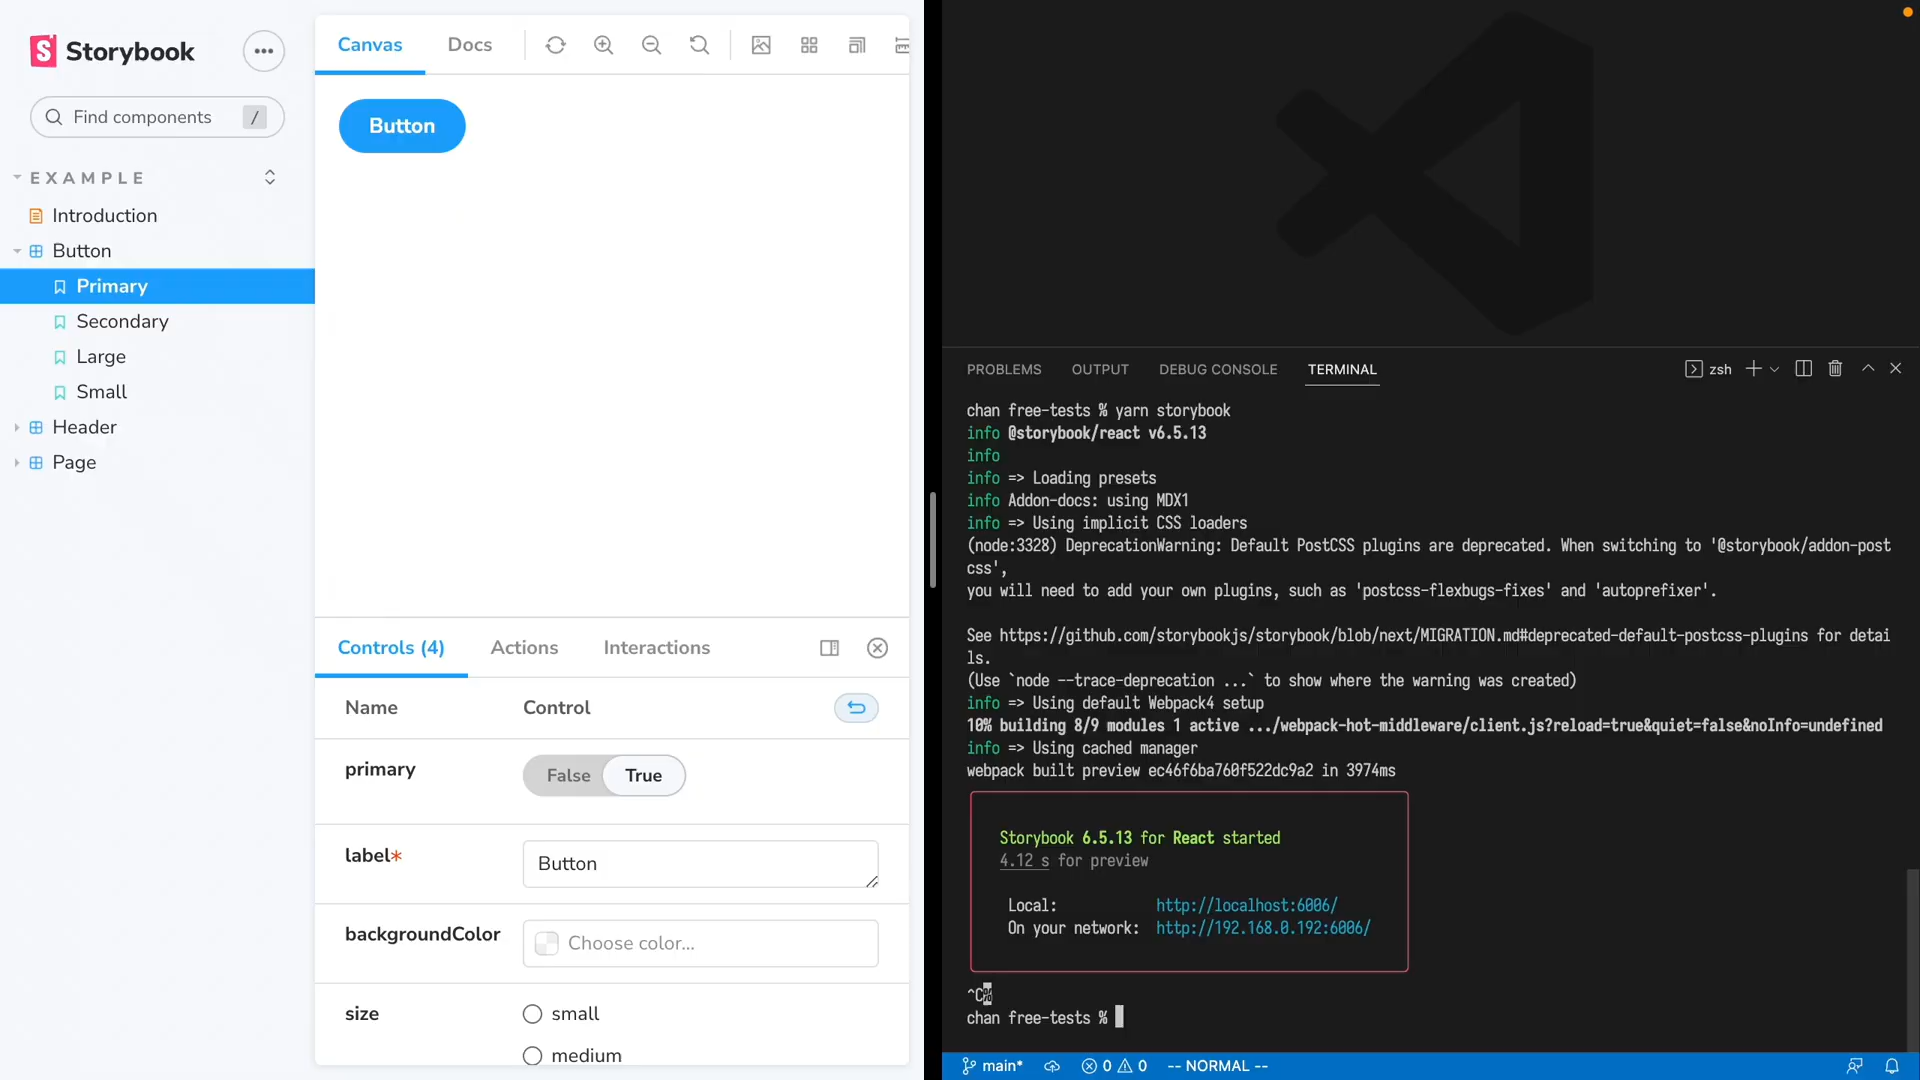 Storybook
Find components
/
EXAMPLE
Introduction
Button
Primary
Secondary
Large
Small
Header
Page
Canvas
Docs
Button
Controls (4)
Actions
Interactions
Name
Control
primary
False
True
label*
Button
backgroundColor
Choose color...
size
small
medium
PROBLEMS
OUTPUT
DEBUG CONSOLE
TERMINAL
zsh
chan free-tests % yarn storybook
info @storybook/react v6.5.13
info
info => Loading presets
info Addon-docs: using MDX1
info => Using implicit CSS loaders
(node:3328) DeprecationWarning: Default PostCSS plugins are deprecated. When switching to '@storybook/addon-post
css',
you will need to add your own plugins, such as 'postcss-flexbugs-fixes' and 'autoprefixer'.
See https://github.com/storybookjs/storybook/blob/next/MIGRATION.md#deprecated-default-postcss-plugins for detai
ls.
(Use `node --trace-deprecation ...` to show where the warning was created)
info => Using default Webpack4 setup
10% building 8/9 modules 1 active .../webpack-hot-middleware/client.js?reload=true&quiet=false&noInfo=undefined
info => Using cached manager
webpack built preview ec46f6ba760f522dc9a2 in 3974ms
Storybook 6.5.13 for React started
4.12 s for preview
Local: http://localhost:6006/
On your network: http://192.168.0.192:6006/
^C%
chan free-tests %
main*
0
0
-- NORMAL --